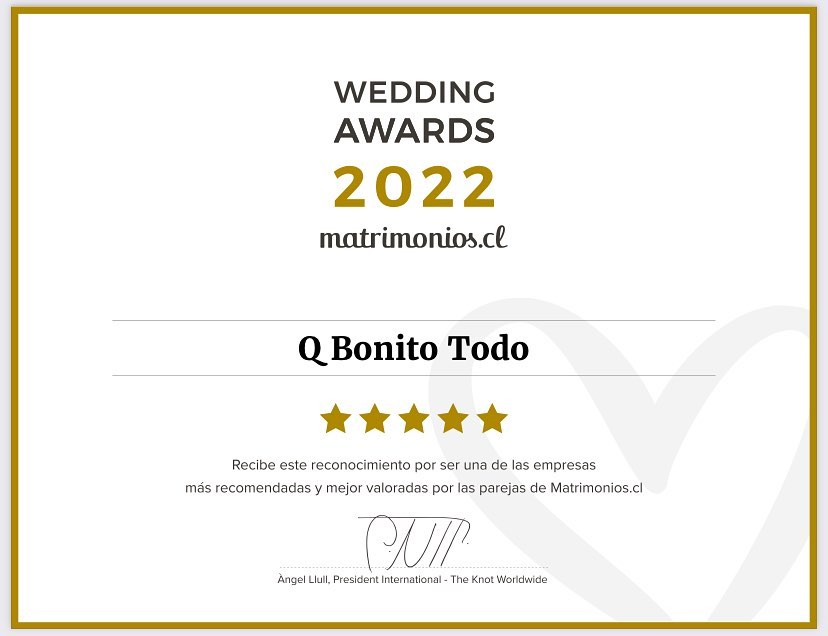 WEDDING
AWARDS
2022
matrimonios.cl
Q Bonito Todo
Recibe este reconocimiento por ser una de las empresas
más recomendadas y mejor valoradas por las parejas de Matrimonios.cl
Àngel Llull, President International - The Knot Worldwide